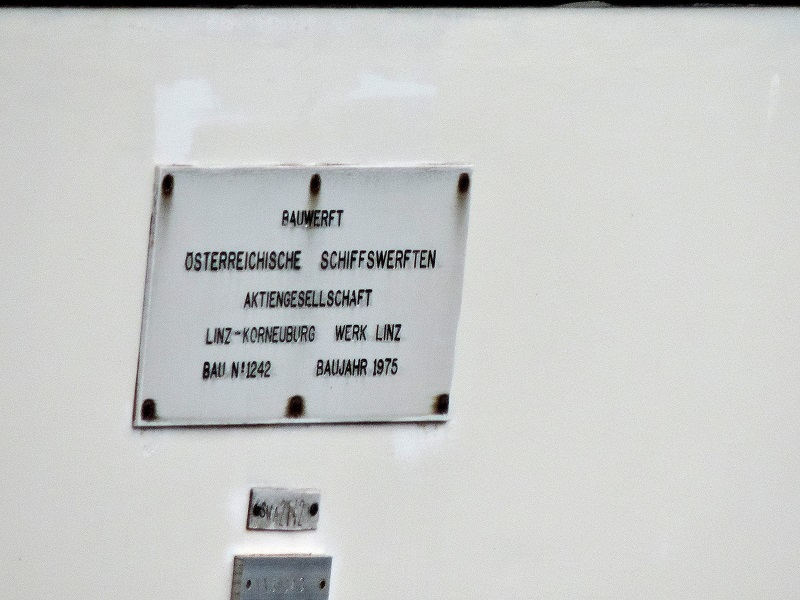 BAUWERFT
ÖSTERREICHISCHE SCHIFFSWERFTEN
AKTIENGESELLSCHAFT
LINZ-KORNEUBURG WERK LINZ
BAU Nº1242 BAUJAHR 1975